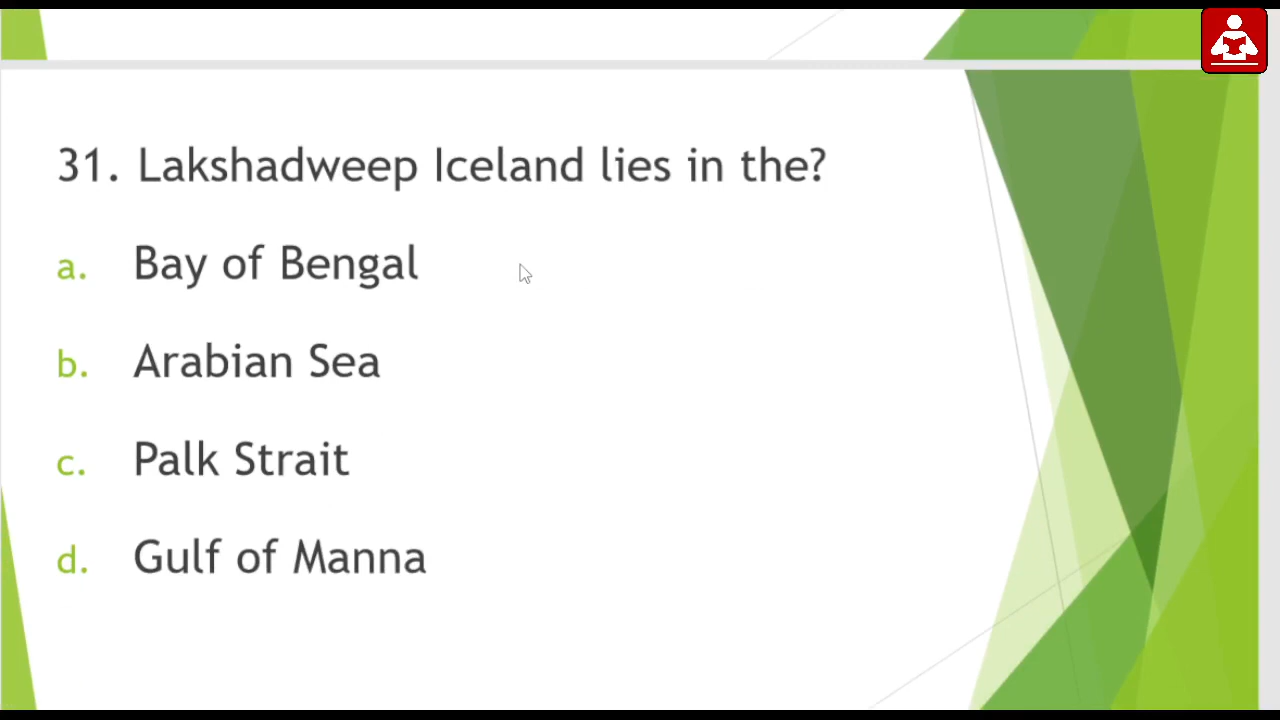 31. Lakshadweep Iceland lies in the?
a. Bay of Bengal
b. Arabian Sea
c. Palk Strait
d. Gulf of Manna